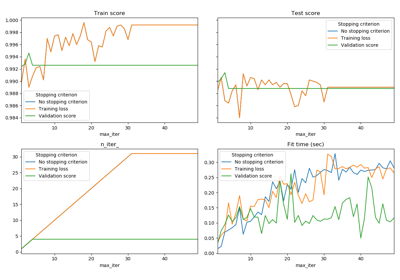 Train score
Test score
1.000
0.998
0.996
0.994
0.992
0.990
0.988
0.986
0.984
Stopping criterion
No stopping criterion
Training loss
Validation score
Stopping criterion
No stopping criterion
Training loss
Validation score
10 20 30 40
max_iter
10 20 30 40
max_iter
n_iter_
Fit time (sec)
30
25
20
15
10
5
0
Stopping criterion
No stopping criterion
Training loss
Validation score
0.30
0.25
0.20
0.15
0.10
0.05
0.00
Stopping criterion
No stopping criterion
Training loss
Validation score
10 20 30 40
max_iter
10 20 30 40
max_iter